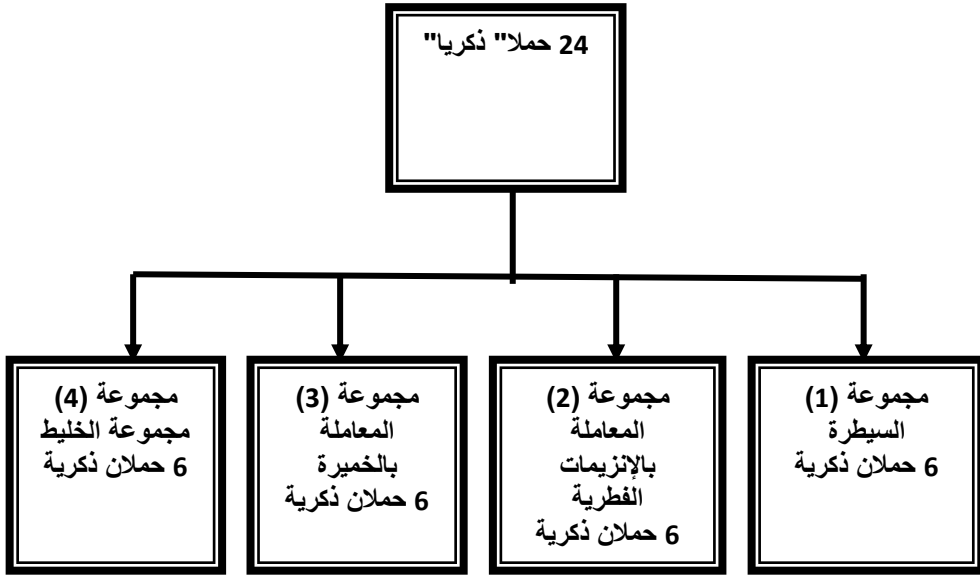 24 حملا" ذكريا"
مجموعة (1)
السيطرة
6 حملان ذكرية
مجموعة (2)
المعاملة
بالإنزيمات
الفطرية
6 حملان ذكرية
مجموعة (3)
المعاملة
بالخميرة
6 حملان ذكرية
مجموعة (4)
مجموعة الخليط
6 حملان ذكرية